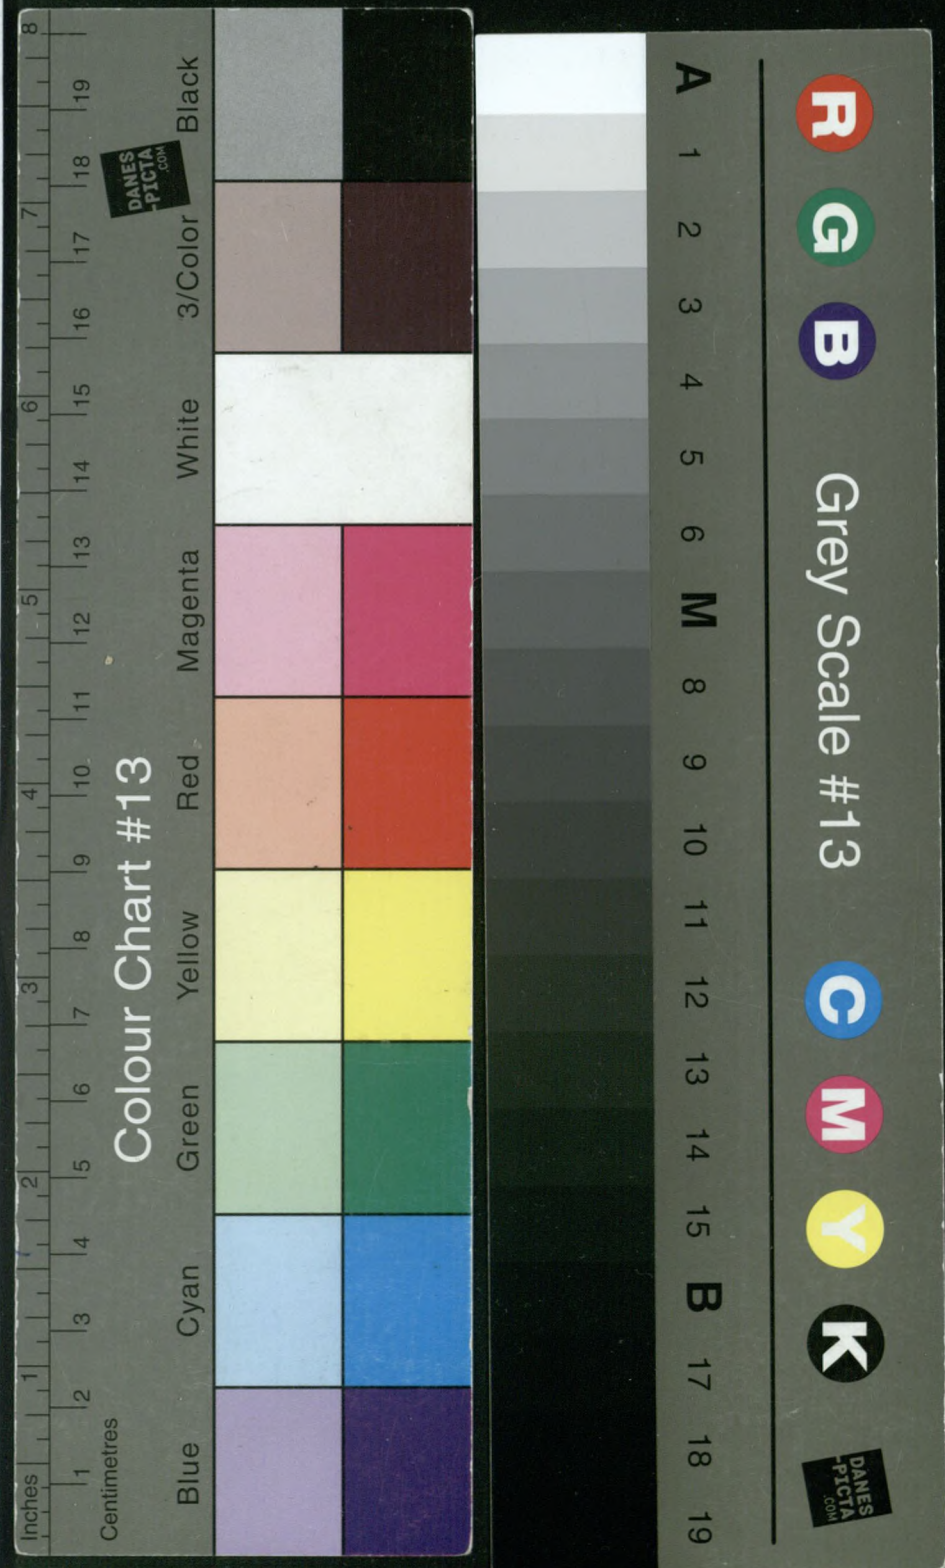 Colour Chart #13
Blue
Cyan
Green
Yellow
Red
Magenta
White
3/Color
Black
Inches
1
2
3
4
5
6
7
8
Centimetres
1
2
3
4
5
6
7
8
9
10
11
12
13
14
15
16
17
18
19
DANES
PICTA
.COM
R G B Grey Scale #13 C M Y K
A 1 2 3 4 5 6 M 8 9 10 11 12 13 14 15 B 17 18 19
DANES
PICTA
.COM